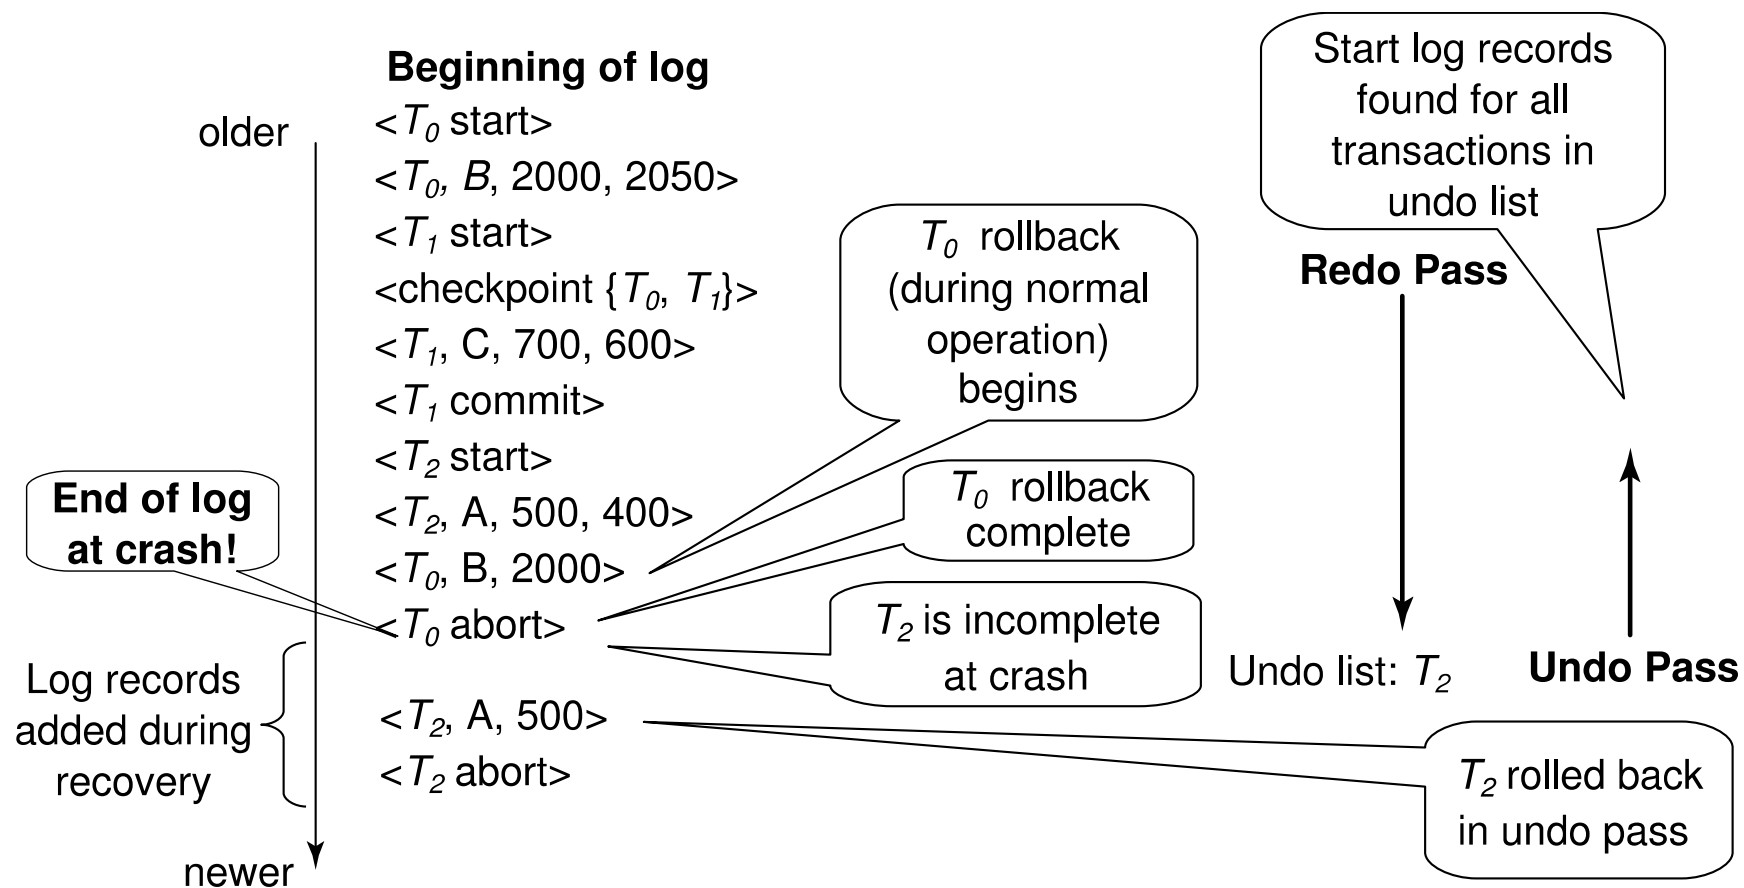 Beginning of log
older
<T0 start>
<T0, B, 2000, 2050>
<T1 start>
<checkpoint {T0, T1}>
<T1, C, 700, 600>
<T1 commit>
<T2 start>
<T2, A, 500, 400>
<T0, B, 2000>
<T0 abort>
<T2, A, 500>
<T2 abort>
newer
End of log
at crash!
Log records
added during
recovery
T0 rollback
(during normal
operation)
begins
T0 rollback
complete
T2 is incomplete
at crash
Start log records
found for all
transactions in
undo list
Redo Pass
Undo list: T2
Undo Pass
T2 rolled back
in undo pass